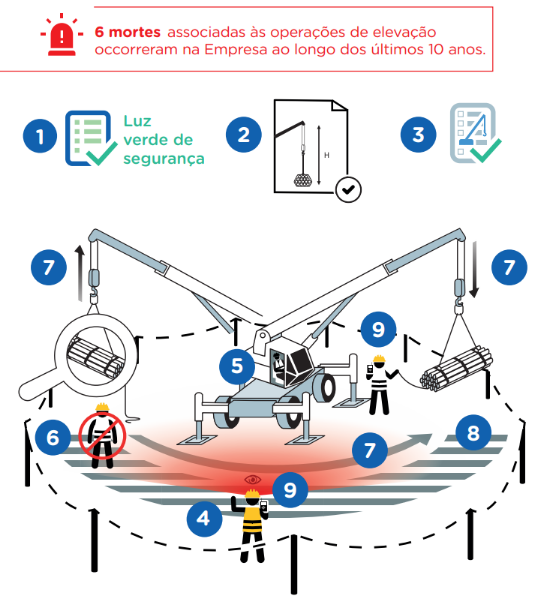 6 mortes associadas às operações de elevação
occorreram na Empresa ao longo dos últimos 10 anos.
1
Luz
verde de
segurança
2
H
3
7
7
9
5
6
7
8
9
4